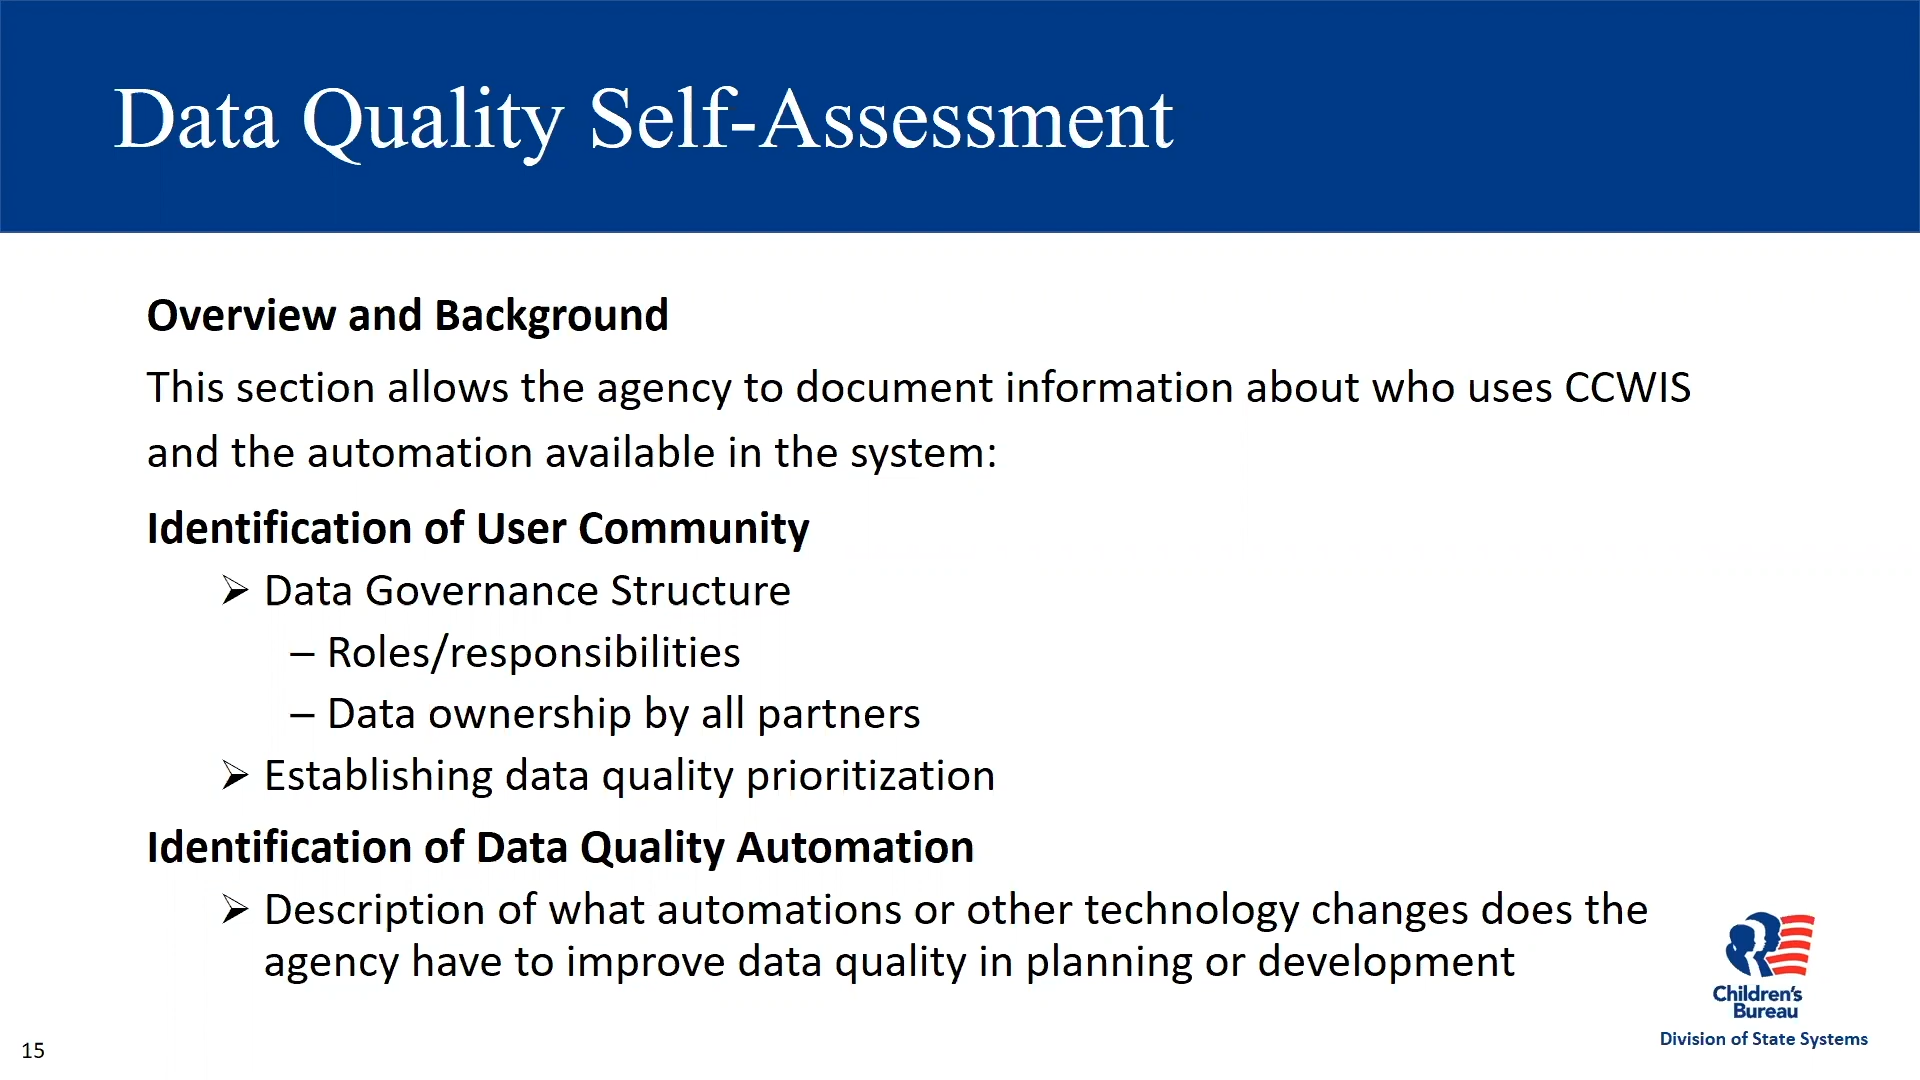 Data Quality Self-Assessment
Overview and Background
This section allows the agency to document information about who uses CCWIS
and the automation available in the system:
Identification of User Community
➢ Data Governance Structure
– Roles/responsibilities
– Data ownership by all partners
➢ Establishing data quality prioritization
Identification of Data Quality Automation
➢ Description of what automations or other technology changes does the
agency have to improve data quality in planning or development
Children's
Bureau
Division of State Systems
15